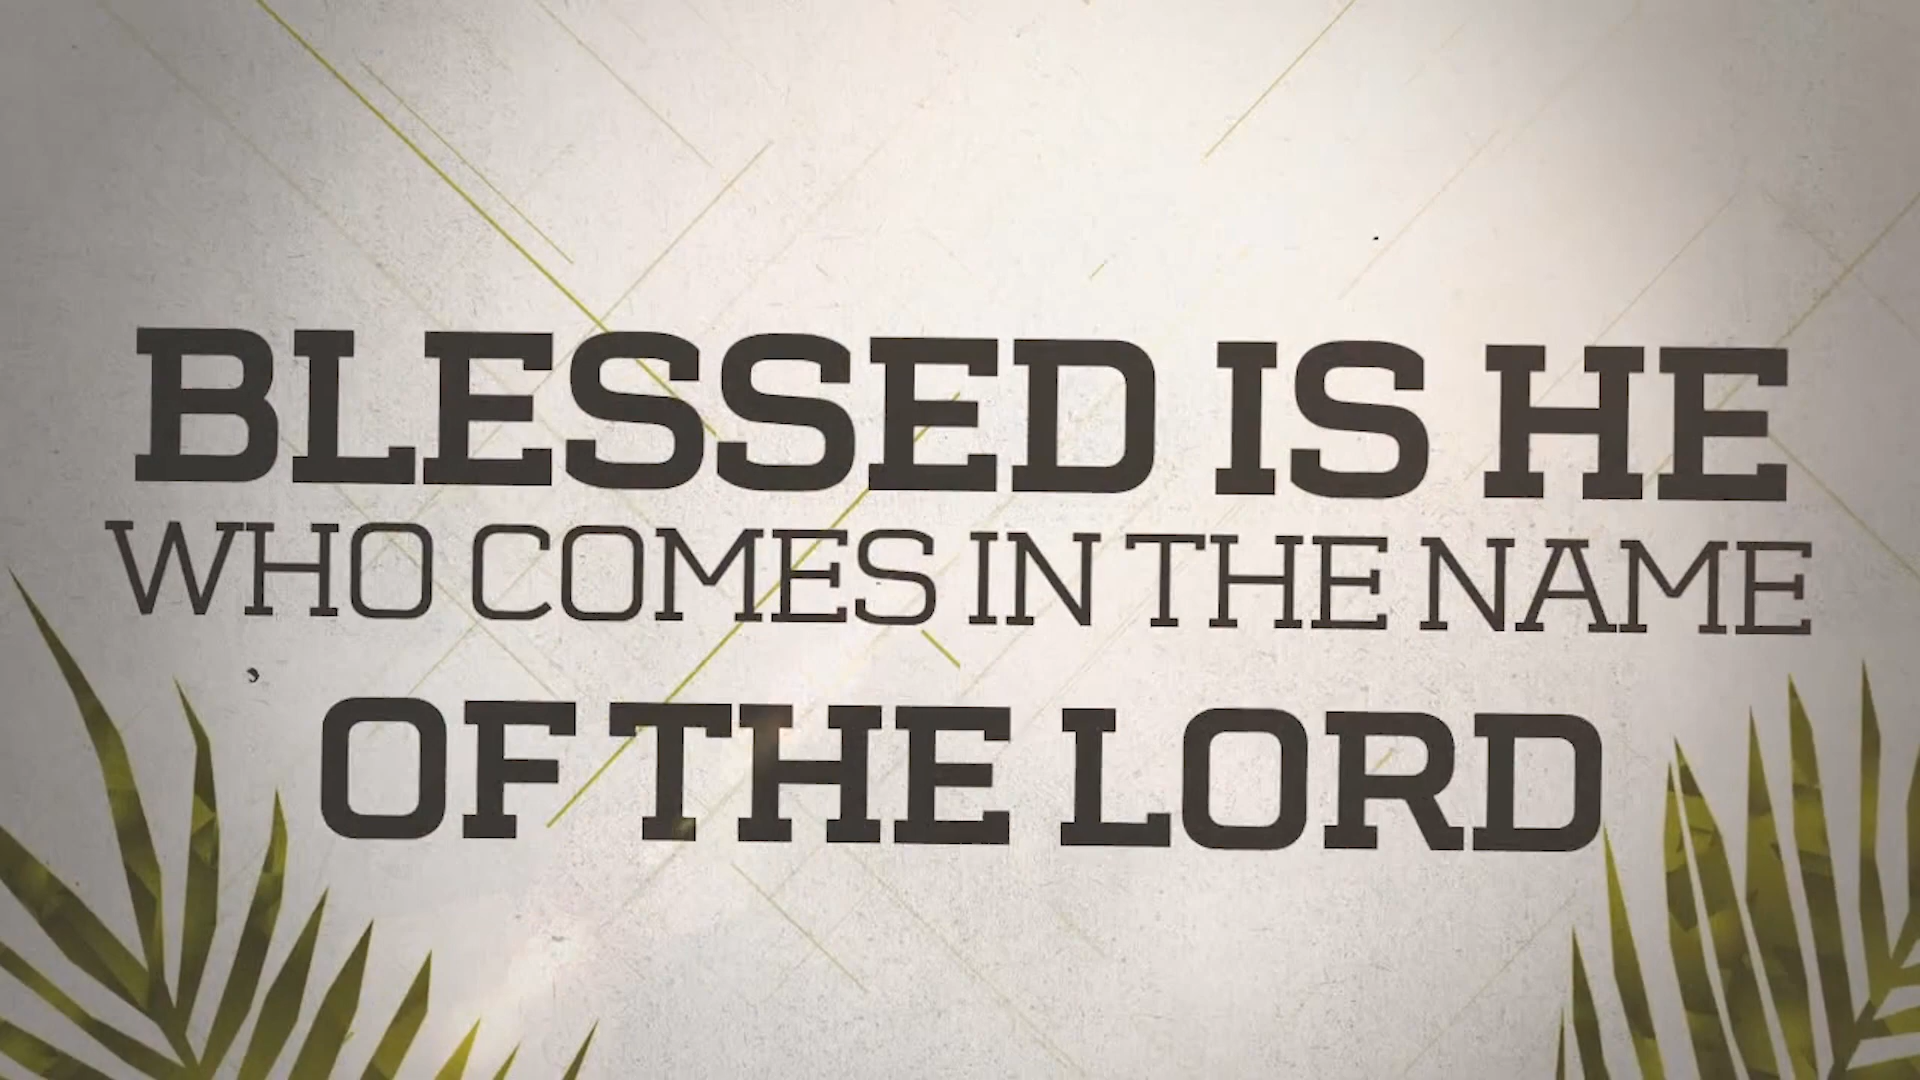 BLESSED IS HE
WHO COMES IN THE NAME
OF THE LORD